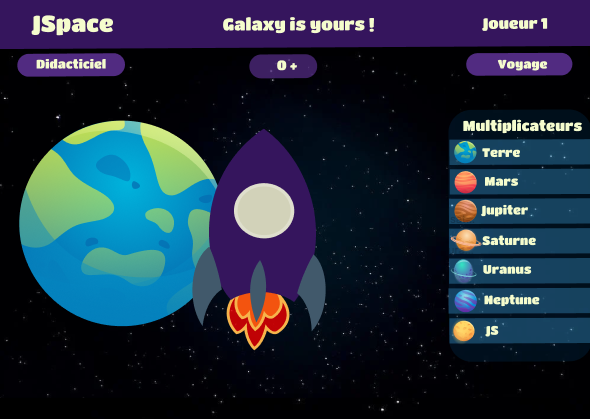 JSpace
Galaxy is yours !
Joueur 1
Didacticiel
0 +
Voyage
Multiplicateurs
Terre
Mars
Jupiter
Saturne
Uranus
Neptune
JS